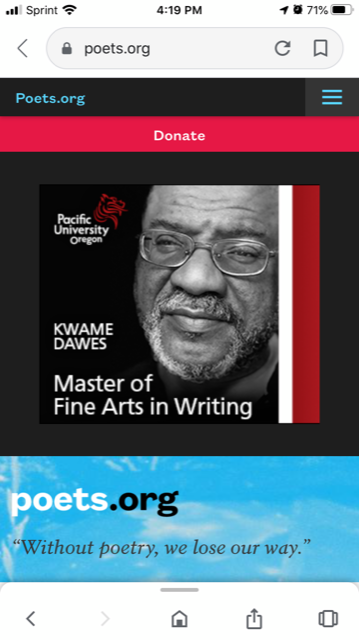 Sprint 4:19 PM 71%
poets.org
Poets.org
Donate
Pacific
University
Oregon
KWAME
DAWES
Master of
Fine Arts in Writing
poets.org
“Without poetry, we lose our way.”